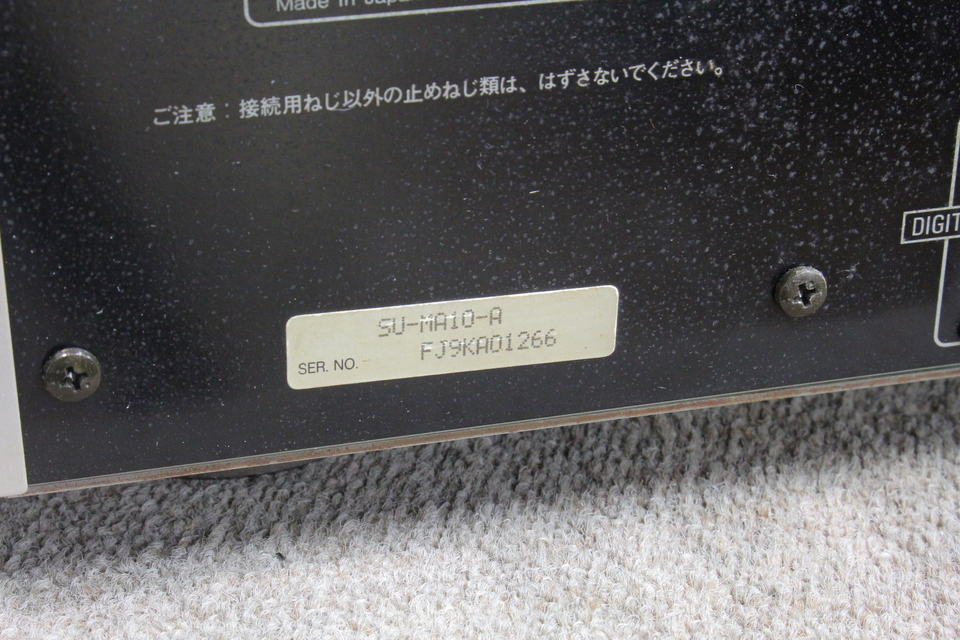 Made in Japan
ご注意：接続用ねじ以外の止めねじ類は、はずさないでください。
DIGIT
SU-MA10-A
SER. NO. FJ9KA01266